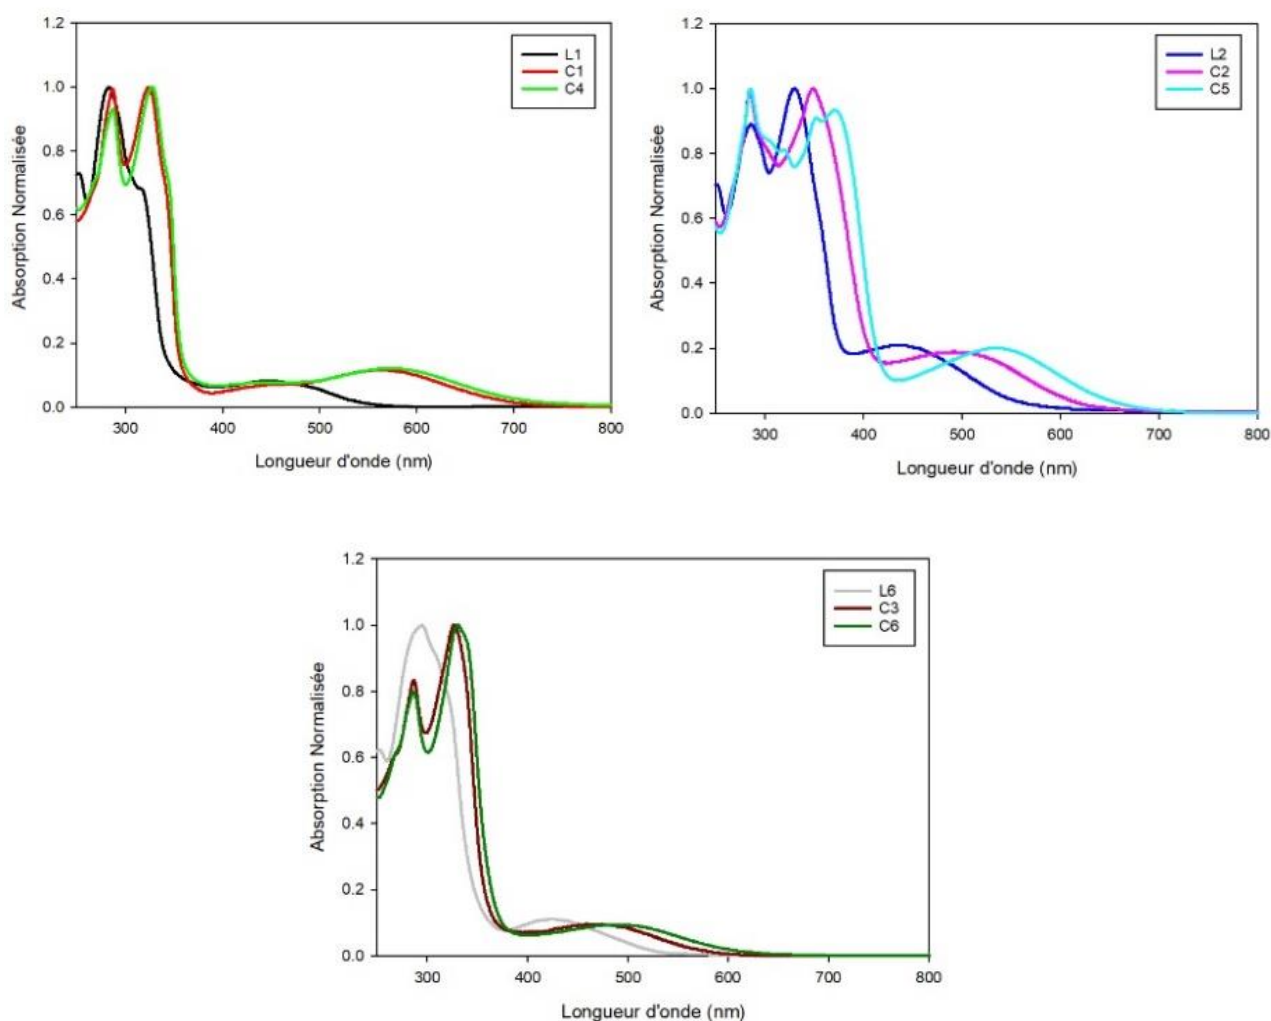 1.2
1.0
0.8
0.6
0.4
0.2
0.0
Absorption Normalisée
300 400 500 600 700 800
Longueur d'onde (nm)
L1
C1
C4
1.2
1.0
0.8
0.6
0.4
0.2
0.0
Absorption Normalisée
300 400 500 600 700 800
Longueur d'onde (nm)
L2
C2
C5
1.2
1.0
0.8
0.6
0.4
0.2
0.0
Absorption Normalisée
300 400 500 600 700 800
Longueur d'onde (nm)
L6
C3
C6